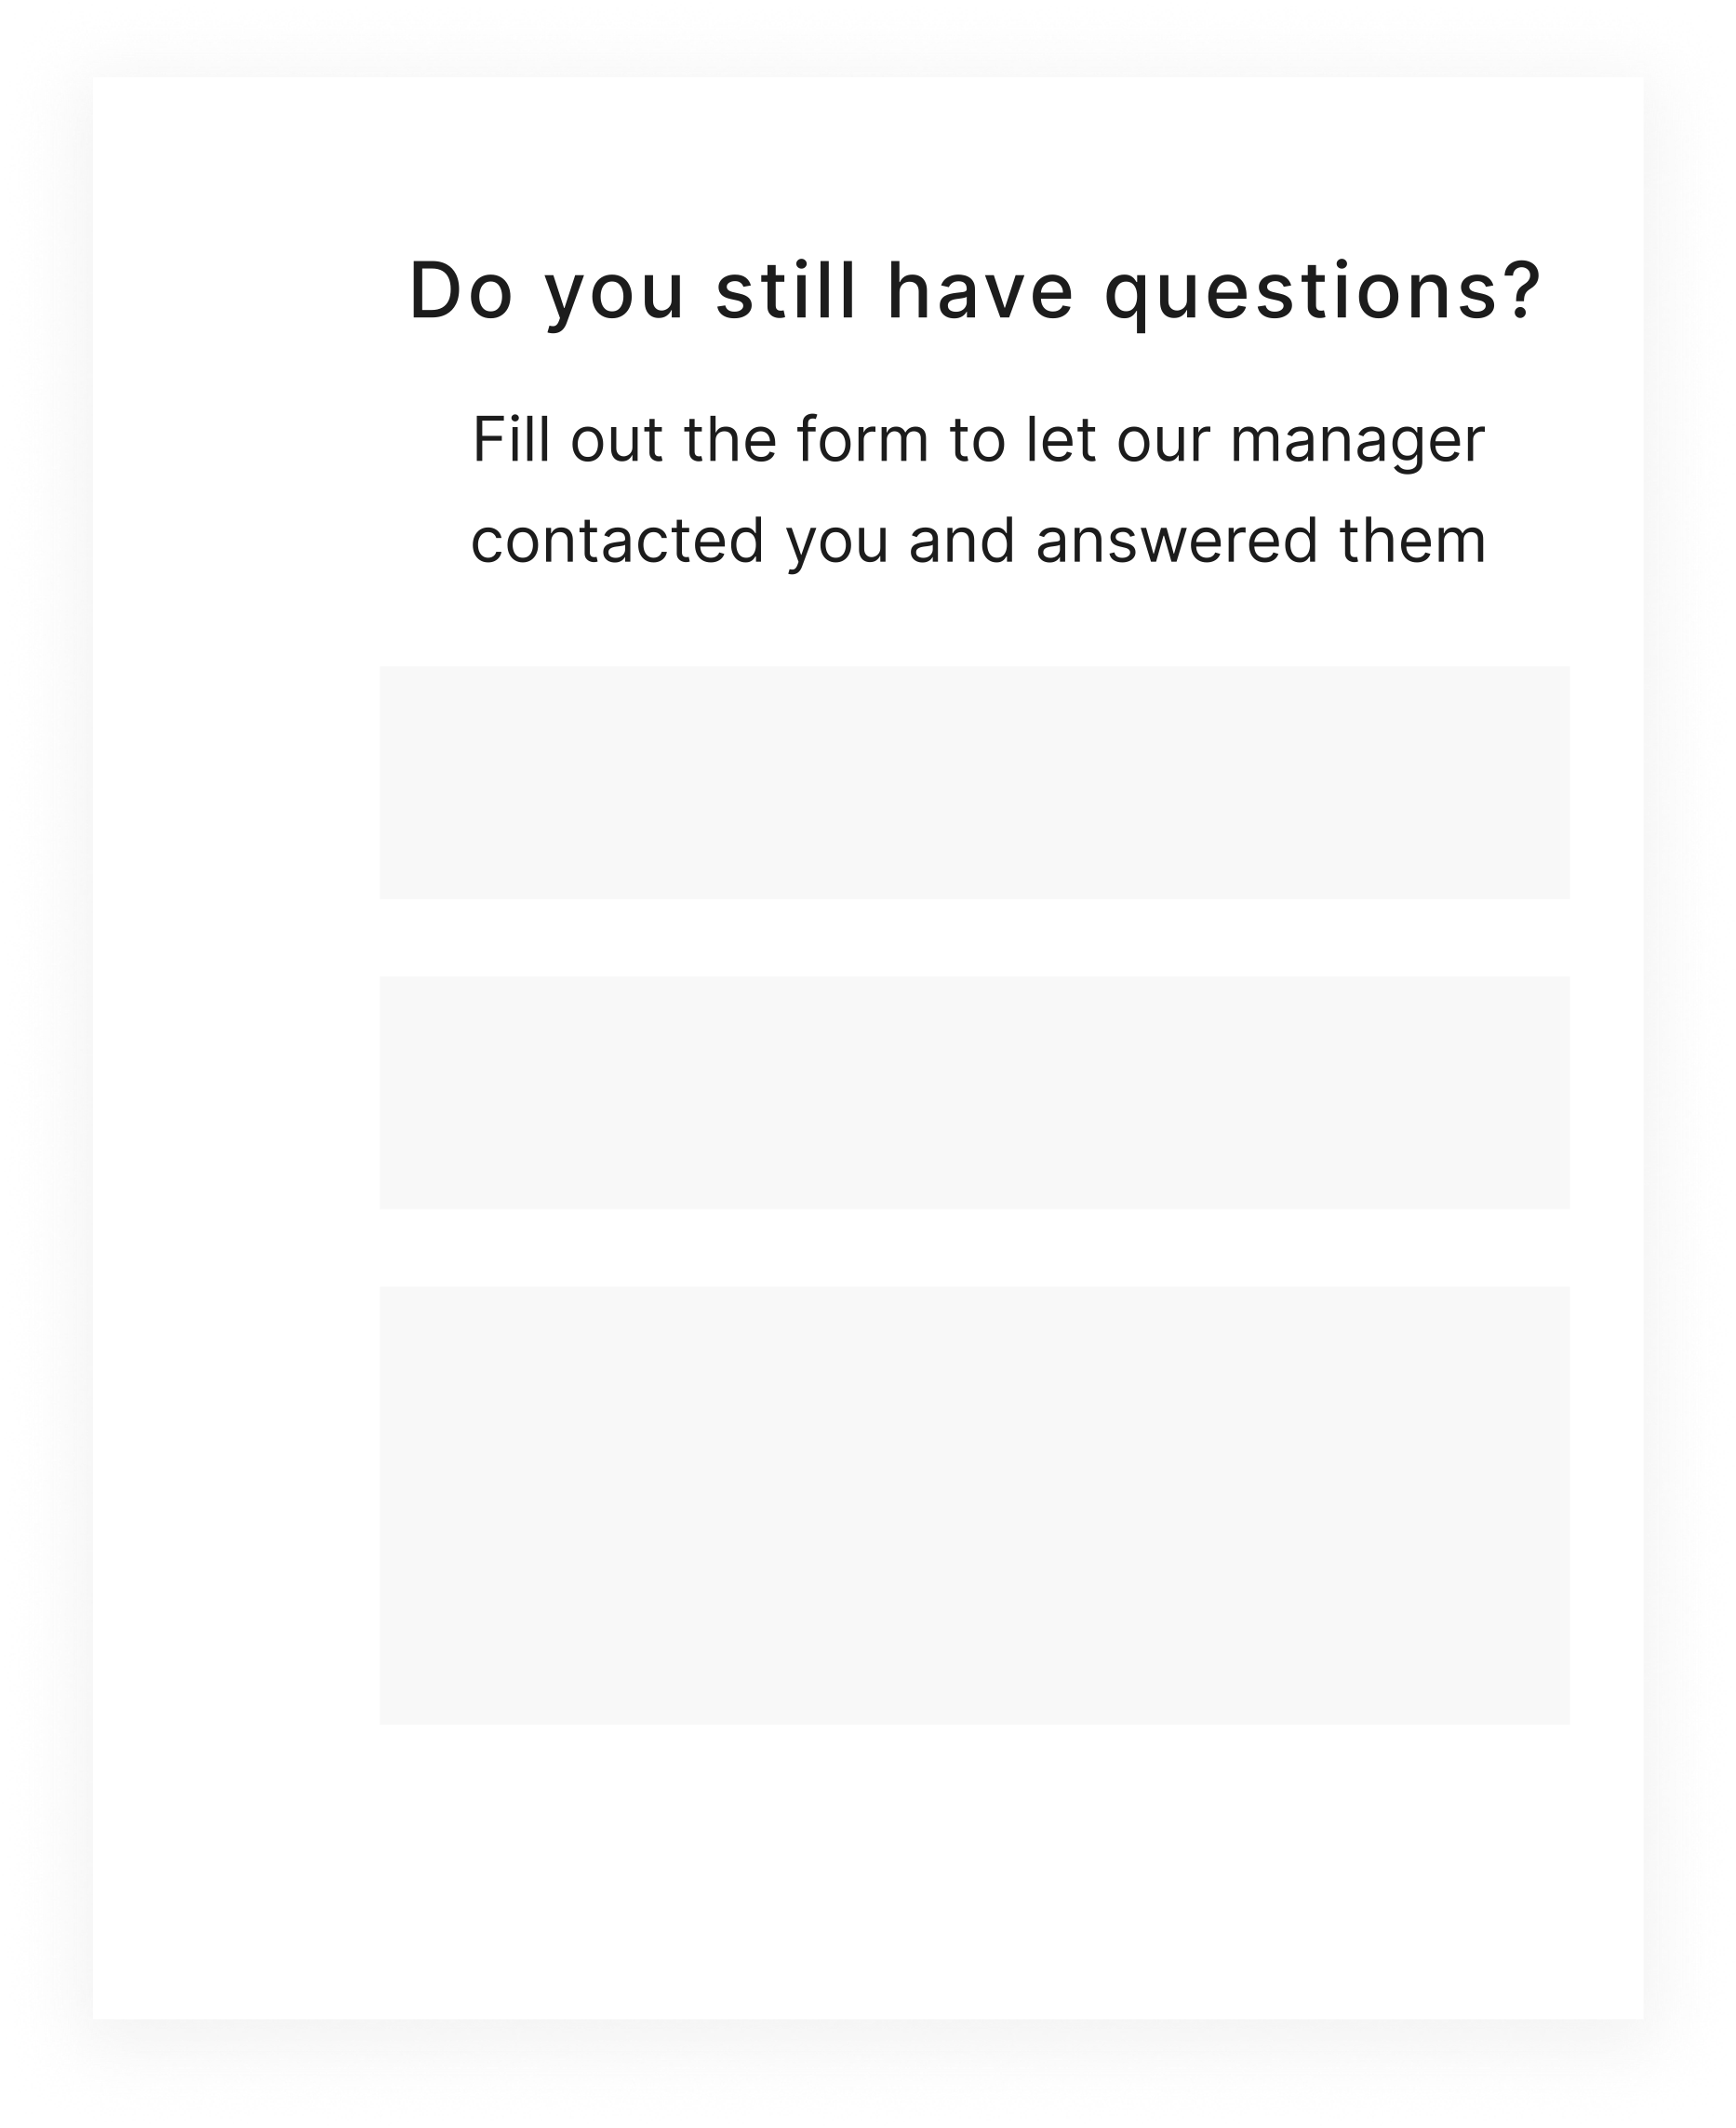 Do you still have questions?
Fill out the form to let our manager
contacted you and answered them